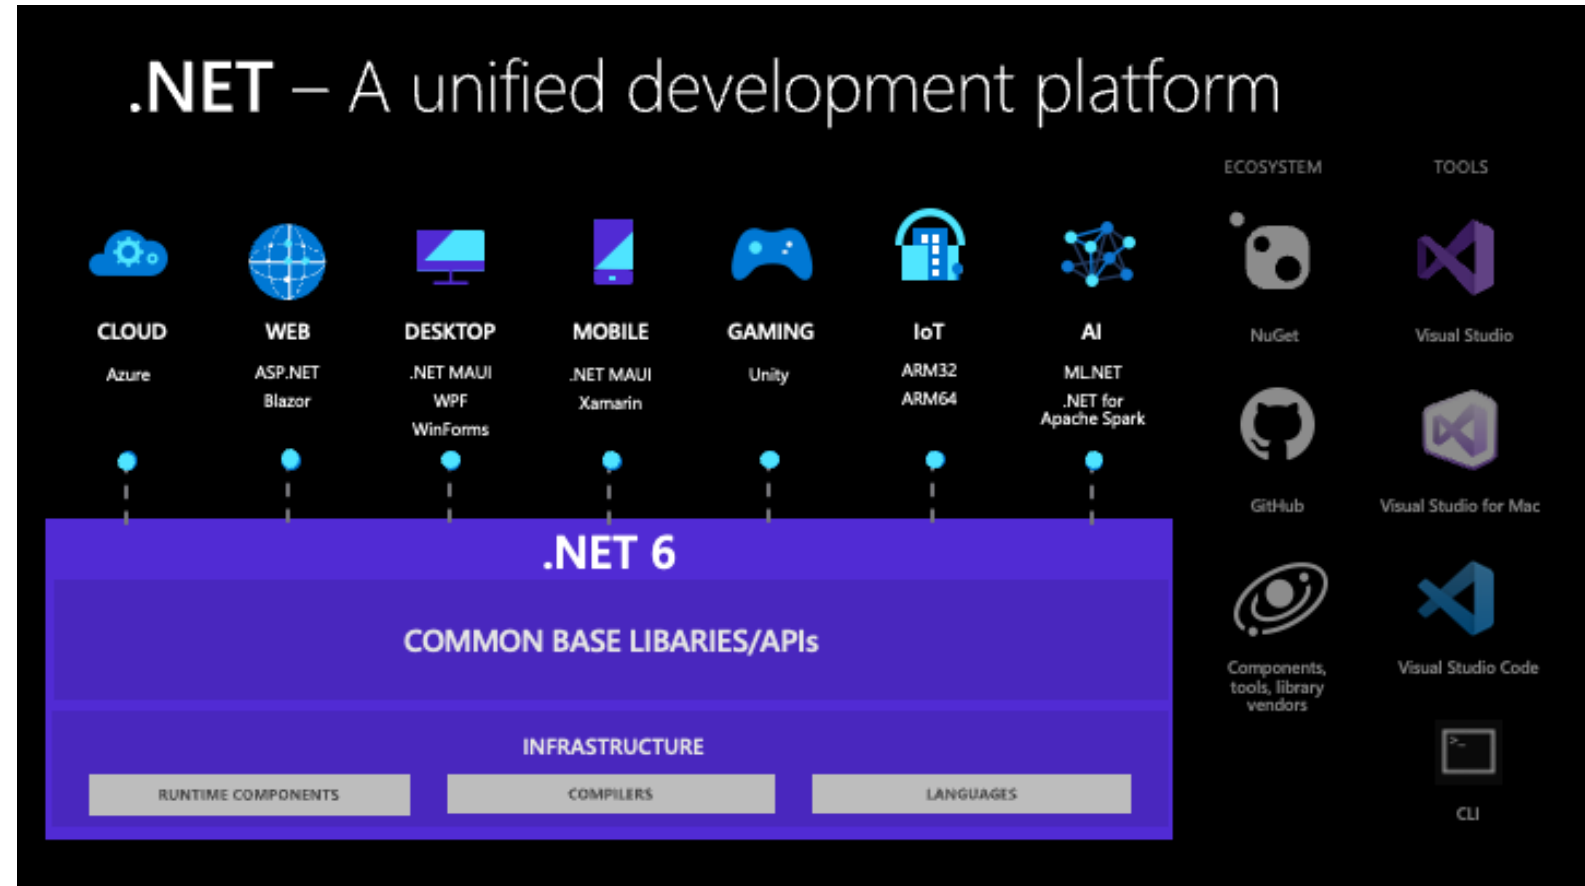 .NET – A unified development platform
ECOSYSTEM
TOOLS
CLOUD
Azure
WEB
ASP.NET
Blazor
DESKTOP
.NET MAUI
WPF
WinForms
MOBILE
.NET MAUI
Xamarin
GAMING
Unity
IoT
ARM32
ARM64
AI
ML.NET
.NET for
Apache Spark
NuGet
GitHub
Components,
tools, library
vendors
Visual Studio
Visual Studio for Mac
Visual Studio Code
>_
CLI
.NET 6
COMMON BASE LIBARIES/APIs
INFRASTRUCTURE
RUNTIME COMPONENTS
COMPILERS
LANGUAGES